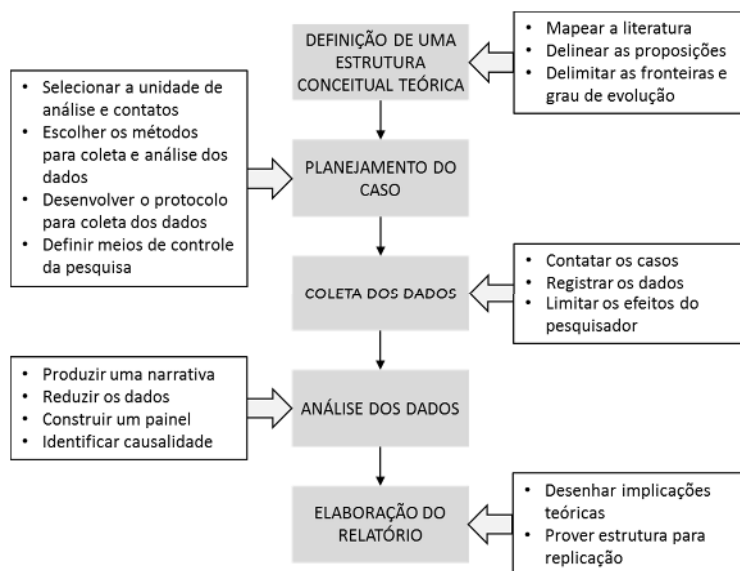 DEFINIÇÃO DE UMA
ESTRUTURA
CONCEITUAL TEÓRICA
• Mapear a literatura
• Delinear as proposições
• Delimitar as fronteiras e
grau de evolução
• Selecionar a unidade de
análise e contatos
• Escolher os métodos
para coleta e análise dos
dados
• Desenvolver o protocolo
para coleta dos dados
• Definir meios de controle
da pesquisa
PLANEJAMENTO DO
CASO
COLETA DOS DADOS
• Contatar os casos
• Registrar os dados
• Limitar os efeitos do
pesquisador
• Produzir uma narrativa
• Reduzir os dados
• Construir um painel
• Identificar causalidade
ANÁLISE DOS DADOS
ELABORAÇÃO DO
RELATÓRIO
• Desenhar implicações
teóricas
• Prover estrutura para
replicação